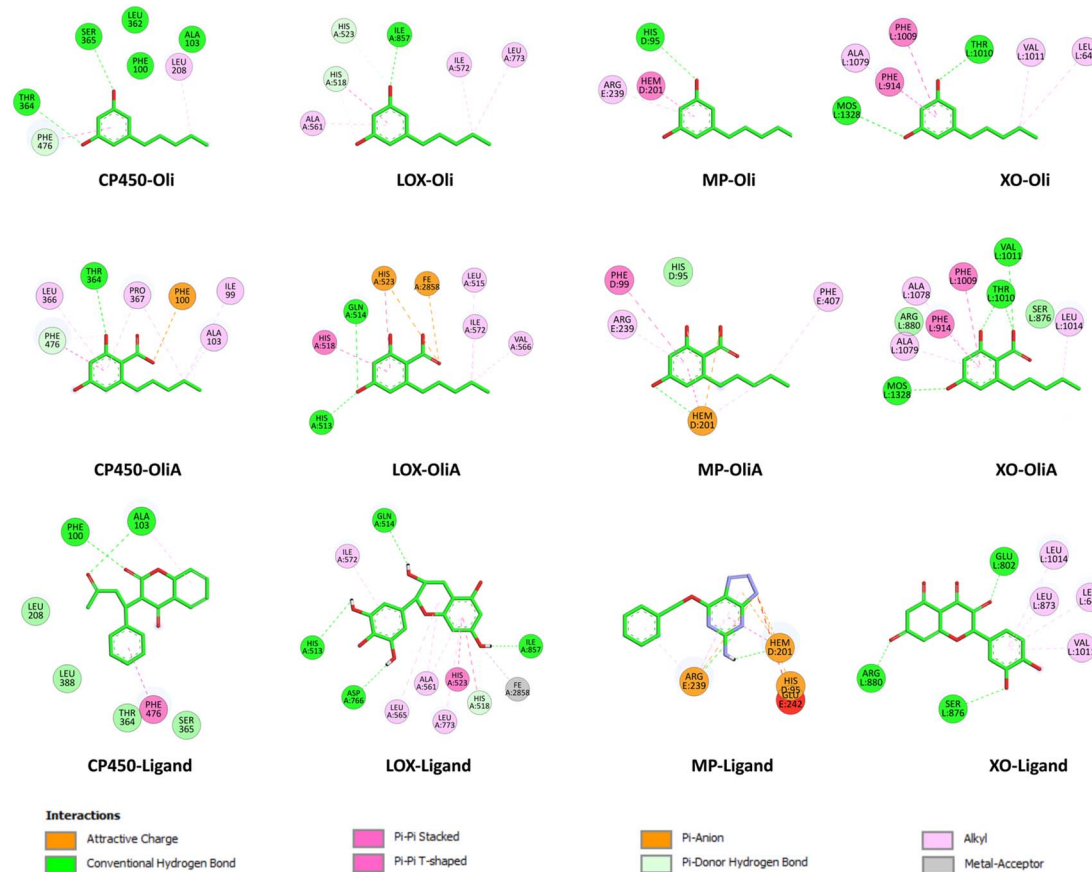 SER
365
LEU
362
ALA
103
PHE
100
LEU
208
THR
364
PHE
476
CP450-Oli
HIS
A:523
ILE
A:857
HIS
A:518
ILE
A:572
LEU
A:773
ALA
A:561
LOX-Oli
HIS
D:95
ARG
E:239
HEM
D:201
MP-Oli
PHE
L:1009
THR
L:1010
ALA
L:1079
VAL
L:1011
PHE
L:914
MOS
L:1328
XO-Oli
THR
364
LEU
366
PRO
367
PHE
100
ILE
99
PHE
476
ALA
103
CP450-OliA
HIS
A:523
FE
A:2858
LEU
A:515
GLN
A:514
ILE
A:572
HIS
A:518
VAL
A:566
HIS
A:513
LOX-OliA
PHE
D:99
HIS
D:95
ARG
E:239
PHE
E:407
HEM
D:201
MP-OliA
VAL
L:1011
PHE
L:1009
ALA
L:1078
THR
L:1010
ARG
L:880
PHE
L:914
SER
L:876
LEU
L:1014
ALA
L:1079
MOS
L:1328
XO-OliA
PHE
100
ALA
103
LEU
208
LEU
388
THR
364
PHE
476
SER
365
CP450-Ligand
GLN
A:514
ILE
A:572
HIS
A:513
ASP
A:766
LEU
A:565
ALA
A:561
LEU
A:773
HIS
A:523
HIS
A:518
FE
A:2858
ILE
A:857
LOX-Ligand
ARG
E:239
HEM
D:201
HIS
D:95
GLU
E:242
MP-Ligand
GLU
L:802
LEU
L:1014
LEU
L:873
ARG
L:880
SER
L:876
XO-Ligand
Interactions
Attractive Charge
Pi-Pi Stacked
Pi-Anion
Alkyl
Conventional Hydrogen Bond
Pi-Pi T-shaped
Pi-Donor Hydrogen Bond
Metal-Acceptor